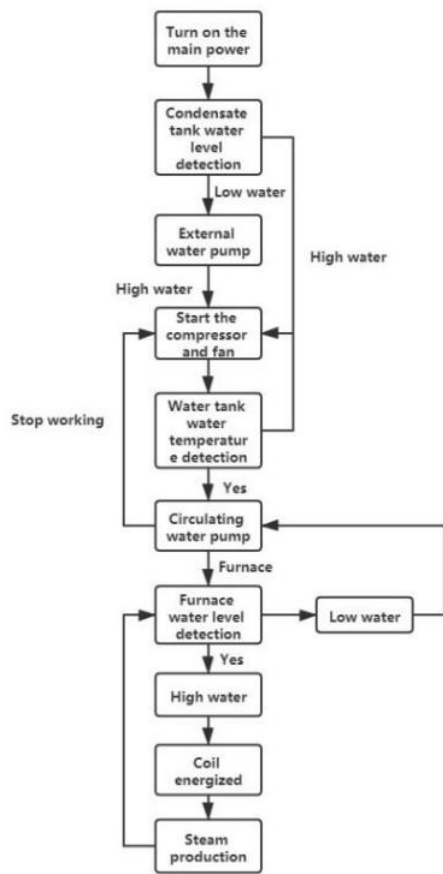 Turn on the
main power
Condensate
tank water
level
detection
Low water
External
water pump
High water
High water
Start the
compressor
and fan
Stop working
Water tank
water
temperatur
e detection
Yes
Circulating
water pump
Furnace
Furnace
water level
detection
Low water
Yes
High water
Coil
energized
Steam
production